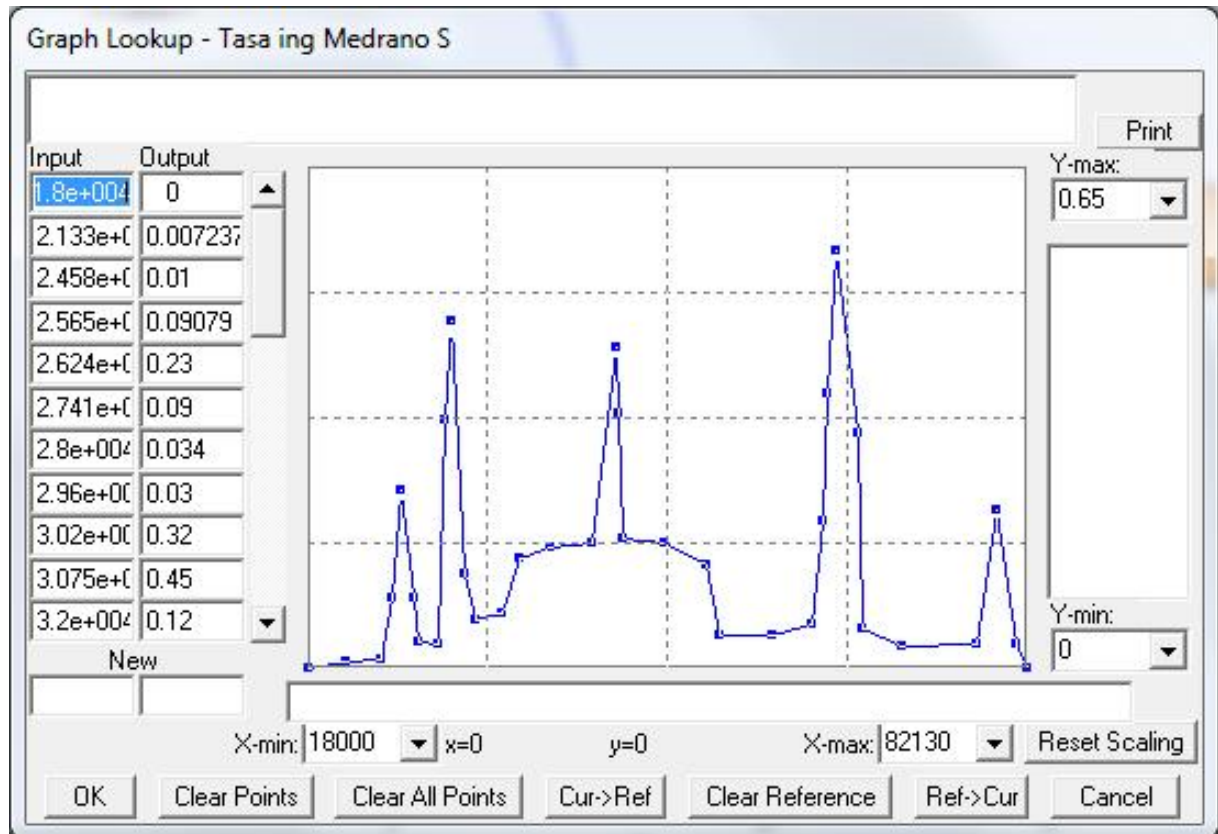 Graph Lookup - Tasa ing Medrano S
Print
Input Output
1.8e+004 0
2.133e+0 0.007237
2.458e+0 0.01
2.565e+0 0.09079
2.624e+0 0.23
2.741e+0 0.09
2.8e+004 0.034
2.96e+00 0.03
3.02e+00 0.32
3.075e+0 0.45
3.2e+004 0.12
New
Y-max:
0.65
Y-min:
0
X-min: 18000 x=0 y=0 X-max: 82130 Reset Scaling
OK Clear Points Clear All Points Cur->Ref Clear Reference Ref->Cur Cancel